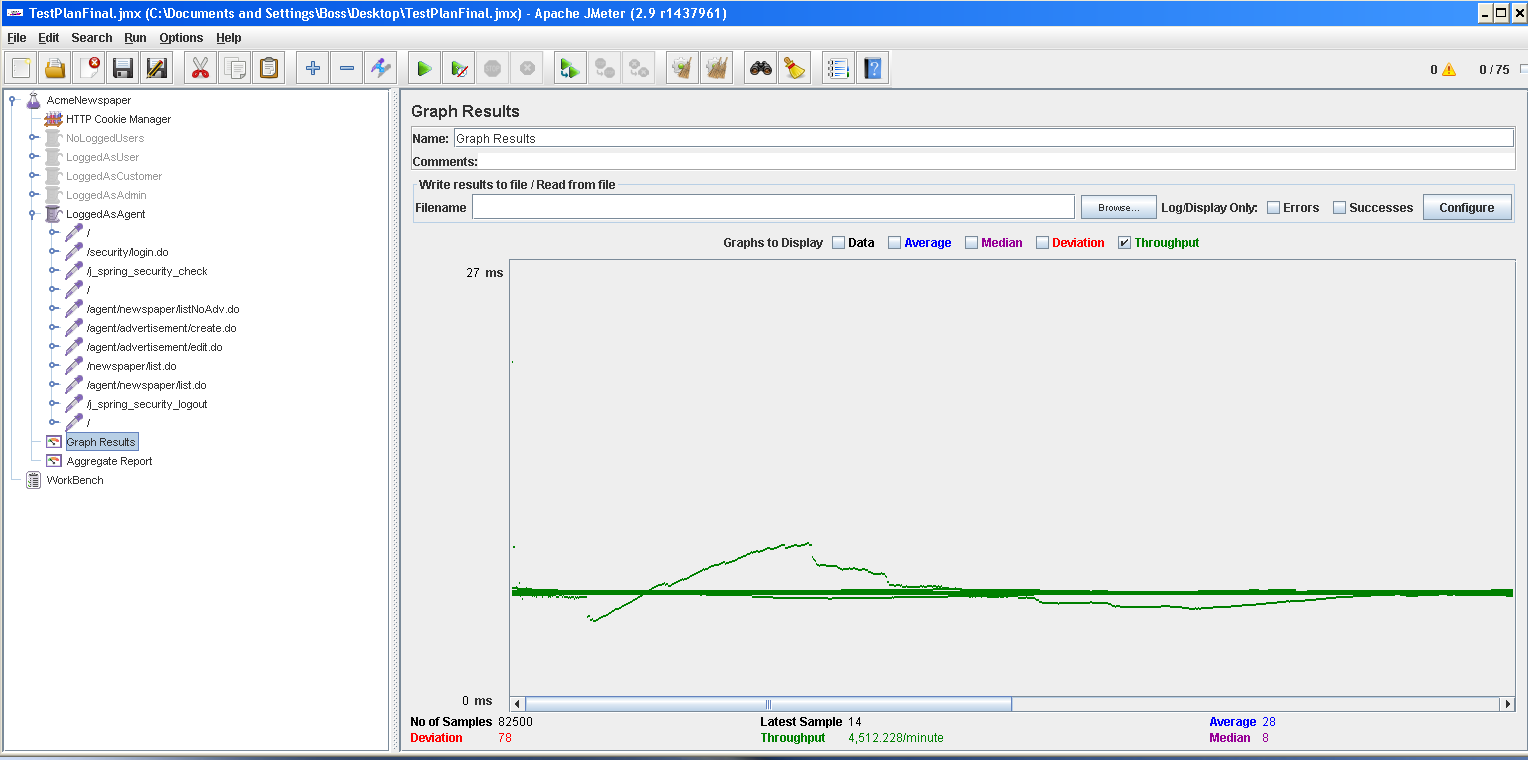 TestPlanFinal.jmx (C:\Documents and Settings\Boss\Desktop\TestPlanFinal.jmx) - Apache JMeter (2.9 r1437961)
File Edit Search Run Options Help
0 0 / 75
AcmeNewspaper
HTTP Cookie Manager
NoLoggedUsers
LoggedAsUser
LoggedAsCustomer
LoggedAsAdmin
LoggedAsAgent
/
/security/login.do
/j_spring_security_check
/
/agent/newspaper/listNoAdv.do
/agent/advertisement/create.do
/agent/advertisement/edit.do
/newspaper/list.do
/agent/newspaper/list.do
/j_spring_security_logout
/
Graph Results
Aggregate Report
WorkBench
Graph Results
Name: Graph Results
Comments:
Write results to file / Read from file
Filename Browse... Log/Display Only: Errors Successes Configure
Graphs to Display Data Average Median Deviation Throughput
27 ms
0 ms
No of Samples 82500 Latest Sample 14 Average 28
Deviation 78 Throughput 4,512.228/minute Median 8